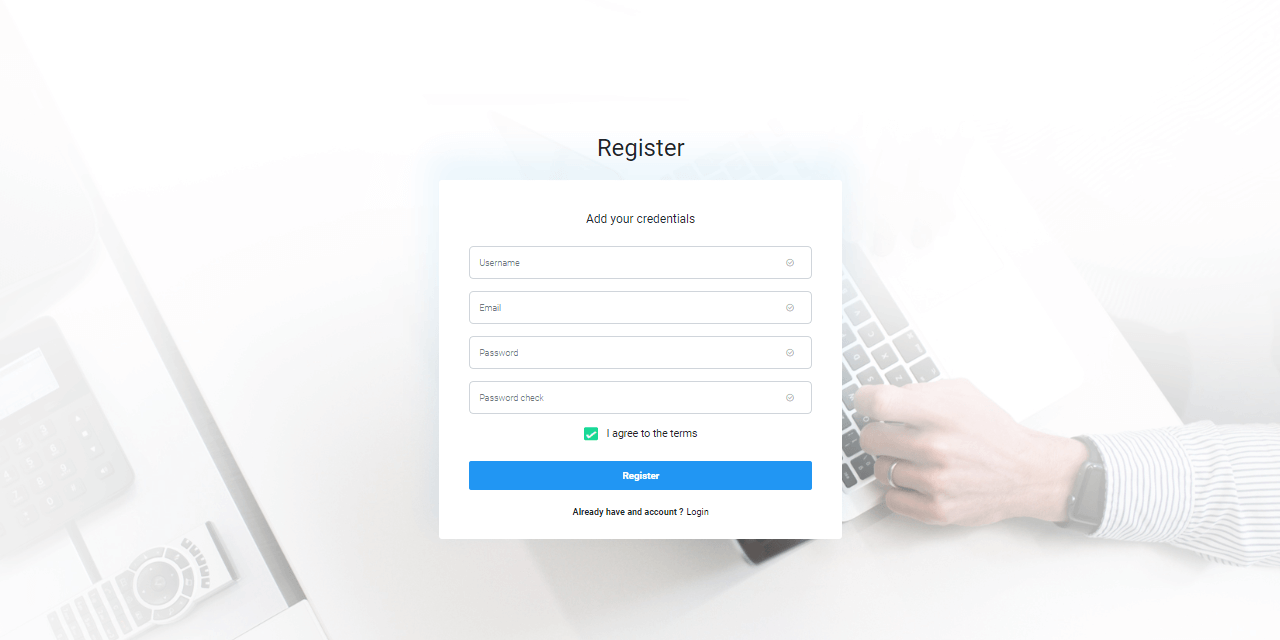 Register
Add your credentials
Username
Email
Password
Password check
I agree to the terms
Register
Already have and account ? Login